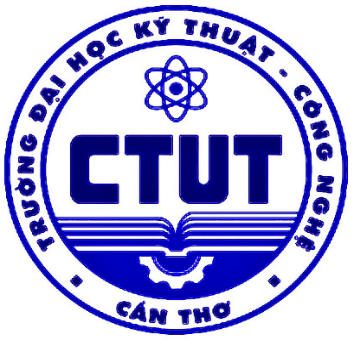 TRƯỜNG ĐẠI HỌC KỸ THUẬT - CÔNG NGHỆ
CTUT
CẦN THƠ